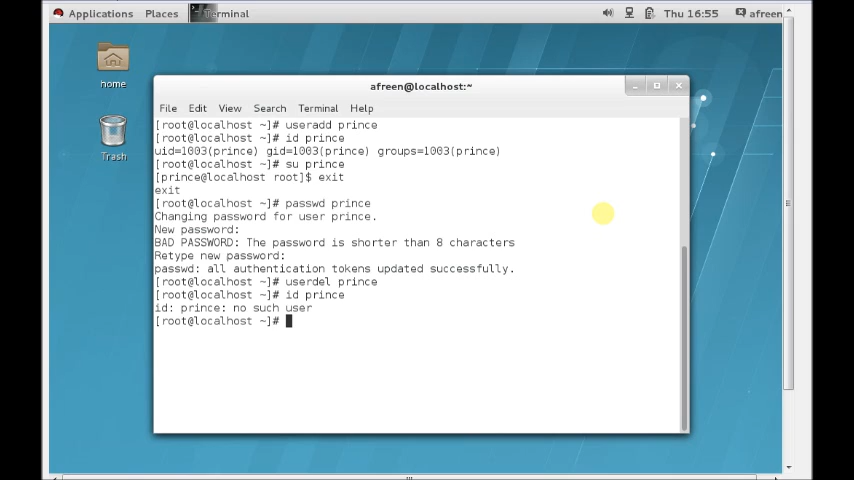 Applications Places Terminal Thu 16:55 afreen
home
Trash
afreen@localhost:~
File Edit View Search Terminal Help
[root@localhost ~]# useradd prince
[root@localhost ~]# id prince
uid=1003(prince) gid=1003(prince) groups=1003(prince)
[root@localhost ~]# su prince
[prince@localhost root]$ exit
exit
[root@localhost ~]# passwd prince
Changing password for user prince.
New password:
BAD PASSWORD: The password is shorter than 8 characters
Retype new password:
passwd: all authentication tokens updated successfully.
[root@localhost ~]# userdel prince
[root@localhost ~]# id prince
id: prince: no such user
[root@localhost ~]#